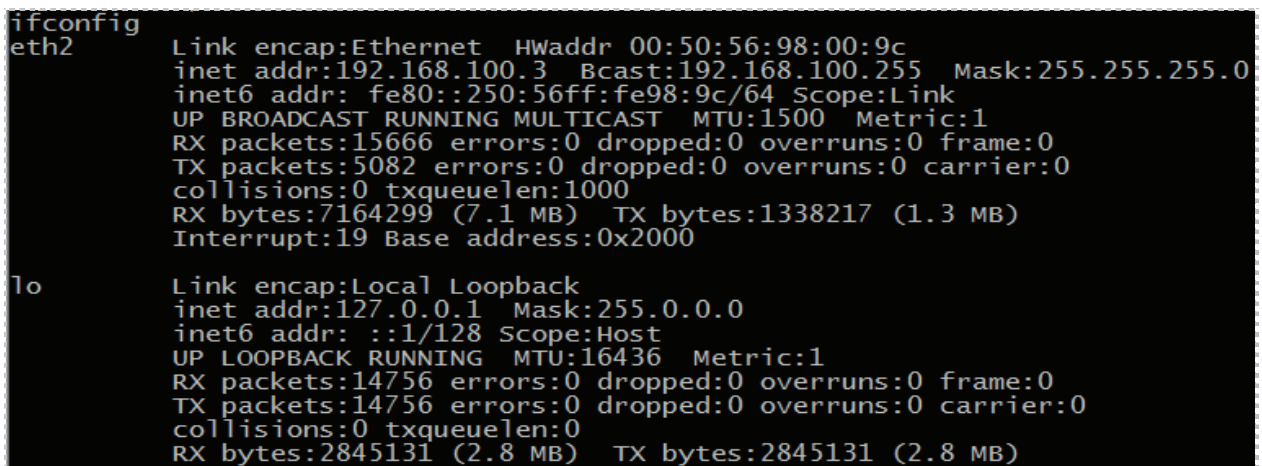 ifconfig
eth2 Link encap:Ethernet HWaddr 00:50:56:98:00:9c
inet addr:192.168.100.3 Bcast:192.168.100.255 Mask:255.255.255.0
inet6 addr: fe80::250:56ff:fe98:9c/64 Scope:Link
UP BROADCAST RUNNING MULTICAST MTU:1500 Metric:1
RX packets:15666 errors:0 dropped:0 overruns:0 frame:0
TX packets:5082 errors:0 dropped:0 overruns:0 carrier:0
collisions:0 txqueuelen:1000
RX bytes:7164299 (7.1 MB) TX bytes:1338217 (1.3 MB)
Interrupt:19 Base address:0x2000
lo Link encap:Local Loopback
inet addr:127.0.0.1 Mask:255.0.0.0
inet6 addr: ::1/128 Scope:Host
UP LOOPBACK RUNNING MTU:16436 Metric:1
RX packets:14756 errors:0 dropped:0 overruns:0 frame:0
TX packets:14756 errors:0 dropped:0 overruns:0 carrier:0
collisions:0 txqueuelen:0
RX bytes:2845131 (2.8 MB) TX bytes:2845131 (2.8 MB)